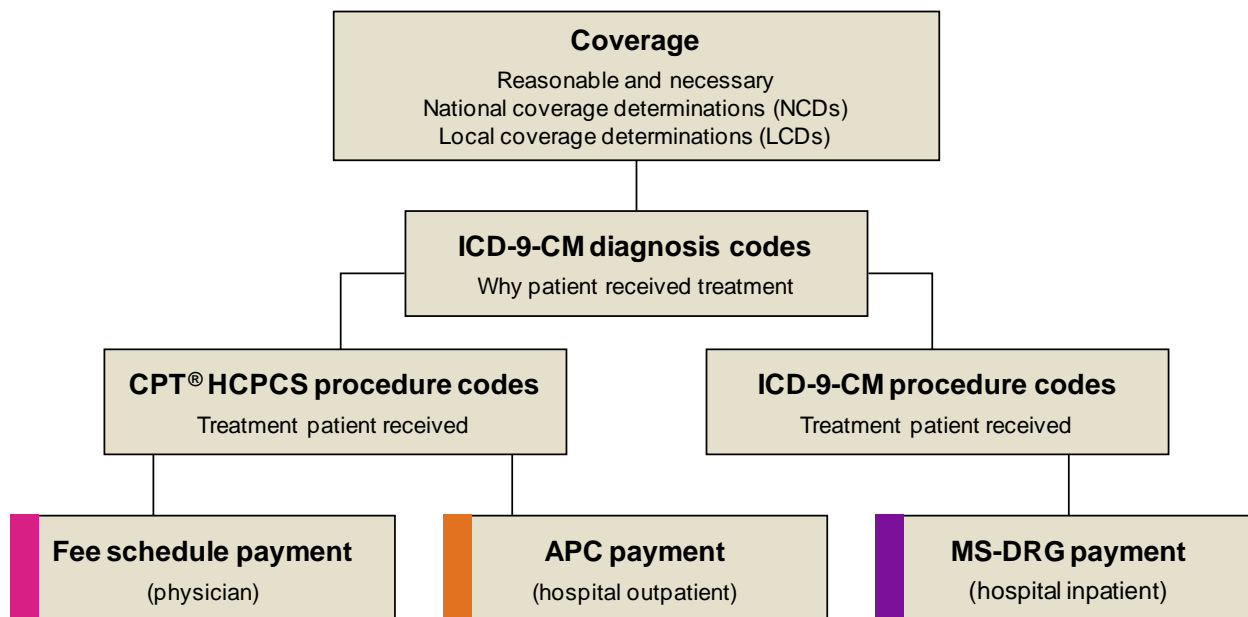 Coverage
Reasonable and necessary
National coverage determinations (NCDs)
Local coverage determinations (LCDs)
ICD-9-CM diagnosis codes
Why patient received treatment
CPT® HCPCS procedure codes
Treatment patient received
ICD-9-CM procedure codes
Treatment patient received
Fee schedule payment
(physician)
APC payment
(hospital outpatient)
MS-DRG payment
(hospital inpatient)